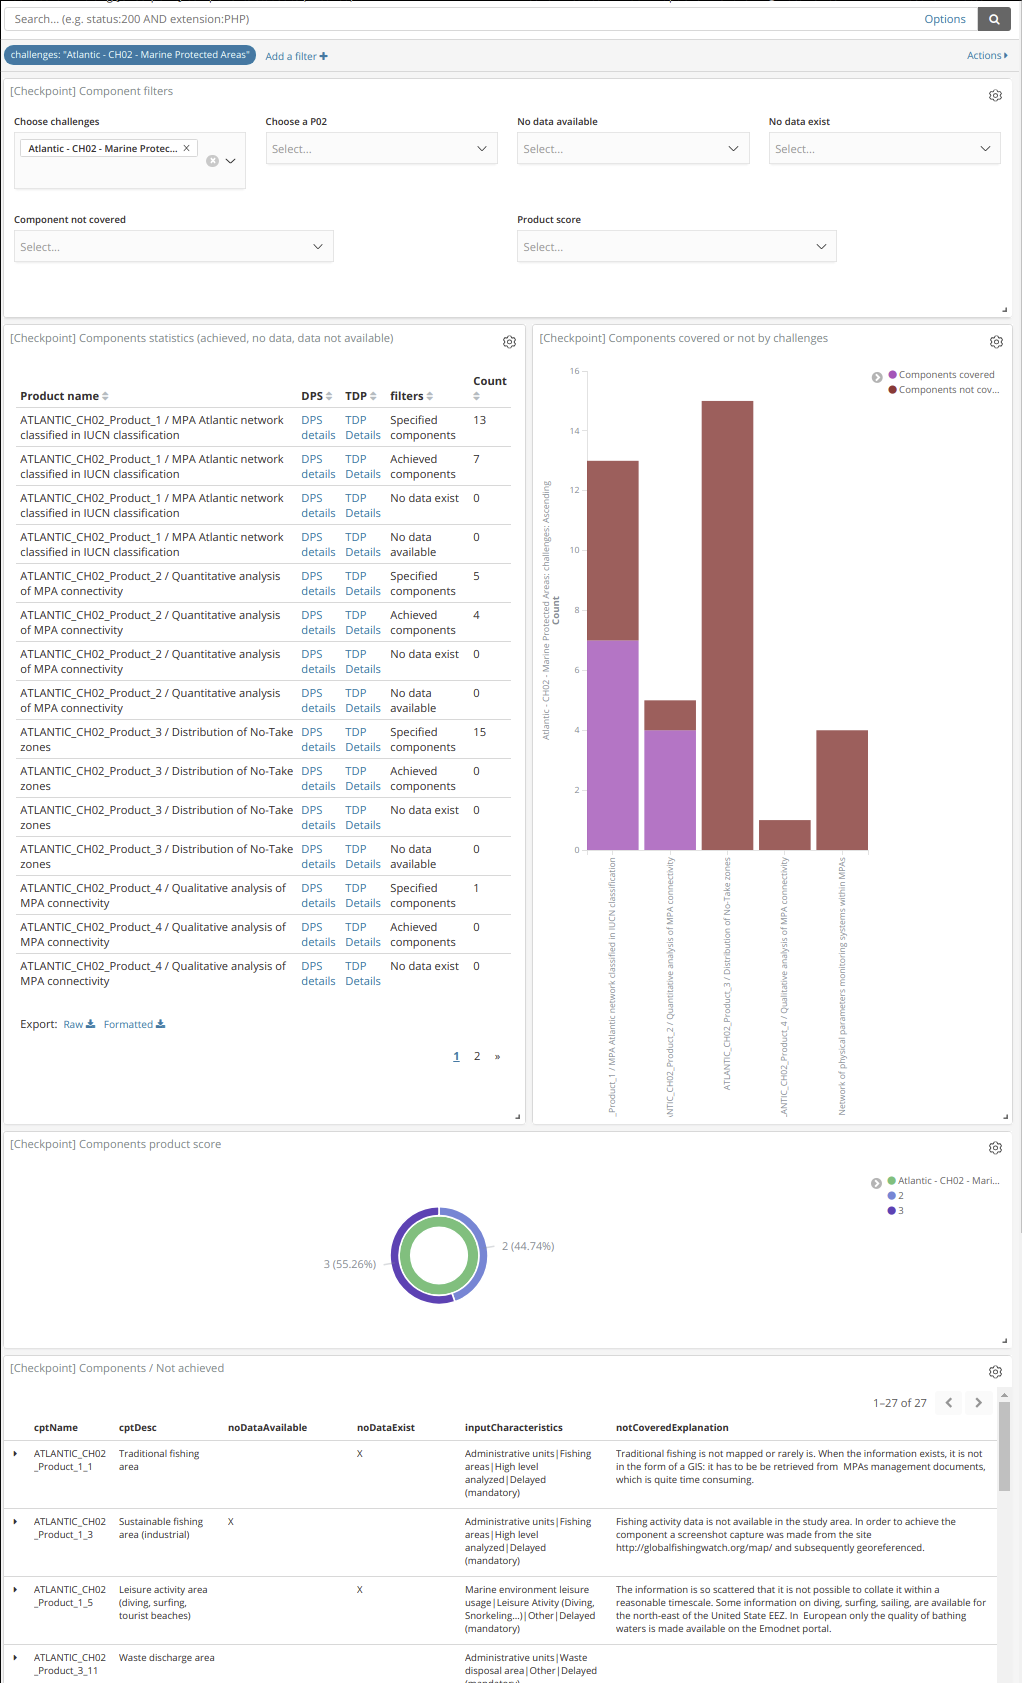 Search... (e.g. status:200 AND extension:PHP)
Options
challenges: "Atlantic - CH02 - Marine Protected Areas"
Add a filter +
Actions
[Checkpoint] Component filters
Choose challenges
Choose a P02
No data available
No data exist
Atlantic - CH02 - Marine Protec... ×
Select...
Select...
Select...
Component not covered
Product score
Select...
Select...
[Checkpoint] Components statistics (achieved, no data, data not available)
Product name DPS TDP filters Count
ATLANTIC_CH02_Product_1 / MPA Atlantic network DPS TDP Specified 13
classified in IUCN classification details Details components
ATLANTIC_CH02_Product_1 / MPA Atlantic network DPS TDP Achieved 7
classified in IUCN classification details Details components
ATLANTIC_CH02_Product_1 / MPA Atlantic network DPS TDP No data exist 0
classified in IUCN classification details Details
ATLANTIC_CH02_Product_1 / MPA Atlantic network DPS TDP No data 0
classified in IUCN classification details Details available
ATLANTIC_CH02_Product_2 / Quantitative analysis DPS TDP Specified 5
of MPA connectivity details Details components
ATLANTIC_CH02_Product_2 / Quantitative analysis DPS TDP Achieved 4
of MPA connectivity details Details components
ATLANTIC_CH02_Product_2 / Quantitative analysis DPS TDP No data exist 0
of MPA connectivity details Details
ATLANTIC_CH02_Product_2 / Quantitative analysis DPS TDP No data 0
of MPA connectivity details Details available
ATLANTIC_CH02_Product_3 / Distribution of No-Take DPS TDP Specified 15
zones details Details components
ATLANTIC_CH02_Product_3 / Distribution of No-Take DPS TDP Achieved 0
zones details Details components
ATLANTIC_CH02_Product_3 / Distribution of No-Take DPS TDP No data exist 0
zones details Details
ATLANTIC_CH02_Product_3 / Distribution of No-Take DPS TDP No data 0
zones details Details available
ATLANTIC_CH02_Product_4 / Qualitative analysis of DPS TDP Specified 1
MPA connectivity details Details components
ATLANTIC_CH02_Product_4 / Qualitative analysis of DPS TDP Achieved 0
MPA connectivity details Details components
ATLANTIC_CH02_Product_4 / Qualitative analysis of DPS TDP No data exist 0
MPA connectivity details Details
Export: Raw Formatted
1 2 »
[Checkpoint] Components covered or not by challenges
Components covered
Components not cov...
16
14
12
10
8
6
4
2
0
Atlantic - CH02 - Marine Protected Areas: challenges: Ascending
Count
_Product_1 / MPA Atlantic network classified in IUCN classification
ANTIC_CH02_Product_2 / Quantitative analysis of MPA connectivity
ATLANTIC_CH02_Product_3 / Distribution of No-Take zones
ANTIC_CH02_Product_4 / Qualitative analysis of MPA connectivity
Network of physical parameters monitoring systems within MPAs
[Checkpoint] Components product score
Atlantic - CH02 - Mari...
2
3
2 (44.74%)
3 (55.26%)
[Checkpoint] Components / Not achieved
1–27 of 27
cptName cptDesc noDataAvailable noDataExist inputCharacteristics notCoveredExplanation
ATLANTIC_CH02 Traditional fishing X Administrative units|Fishing Traditional fishing is not mapped or rarely is. When the information exists, it is not
_Product_1_1 area areas|High level in the form of a GIS: it has to be be retrieved from MPAs management documents,
analyzed|Delayed which is quite time consuming.
(mandatory)
ATLANTIC_CH02 Sustainable fishing X Administrative units|Fishing Fishing activity data is not available in the study area. In order to achieve the
_Product_1_3 area (industrial) areas|High level component a screenshot capture was made from the site
analyzed|Delayed http://globalfishingwatch.org/map/ and subsequently georeferenced.
(mandatory)
ATLANTIC_CH02 Leisure activity area X Marine environment leisure The information is so scattered that it is not possible to collate it within a
_Product_1_5 (diving, surfing, usage|Leisure Ativity (Diving, reasonable timescale. Some information on diving, surfing, sailing, are available for
tourist beaches) Snorkeling...)|Other|Delayed the north-east of the United State EEZ. In European only the quality of bathing
(mandatory) waters is made available on the Emodnet portal.
ATLANTIC_CH02 Waste discharge area Administrative units|Waste
_Product_3_11 disposal area|Other|Delayed
(mandatory)